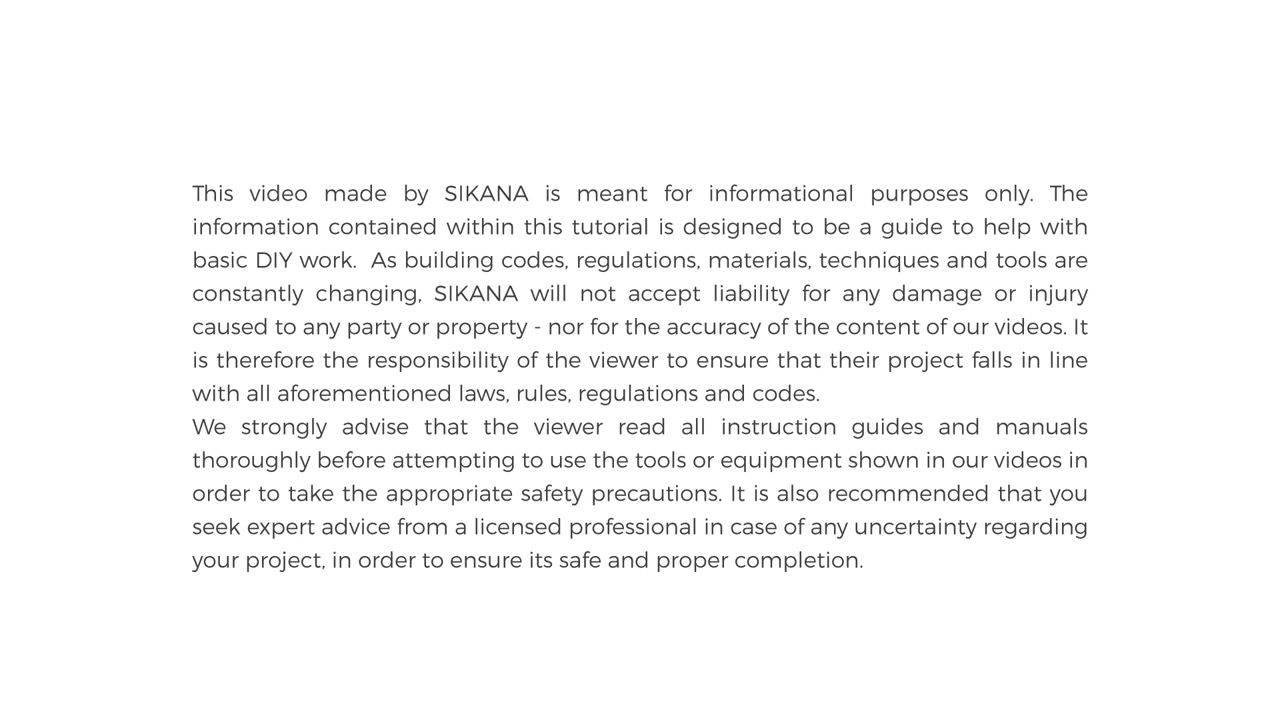 This video made by SIKANA is meant for informational purposes only. The
information contained within this tutorial is designed to be a guide to help with
basic DIY work.  As building codes, regulations, materials, techniques and tools are
constantly changing, SIKANA will not accept liability for any damage or injury
caused to any party or property - nor for the accuracy of the content of our videos. It
is therefore the responsibility of the viewer to ensure that their project falls in line
with all aforementioned laws, rules, regulations and codes.
We strongly advise that the viewer read all instruction guides and manuals
thoroughly before attempting to use the tools or equipment shown in our videos in
order to take the appropriate safety precautions. It is also recommended that you
seek expert advice from a licensed professional in case of any uncertainty regarding
your project, in order to ensure its safe and proper completion.